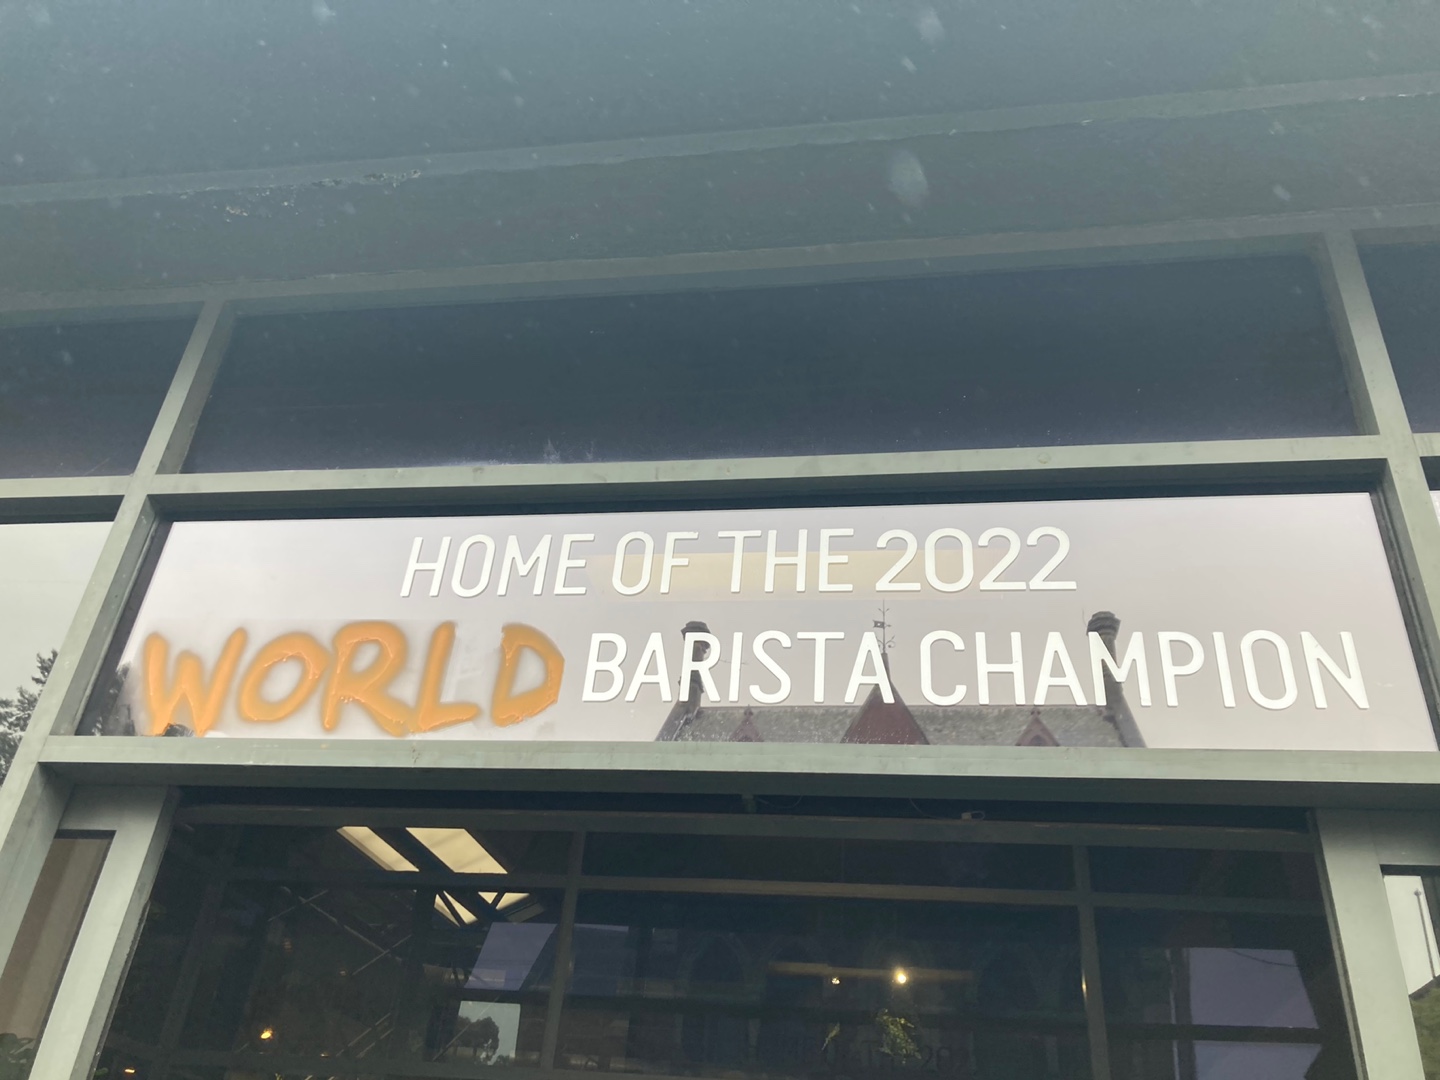 HOME OF THE 2022
WORLD BARISTA CHAMPION